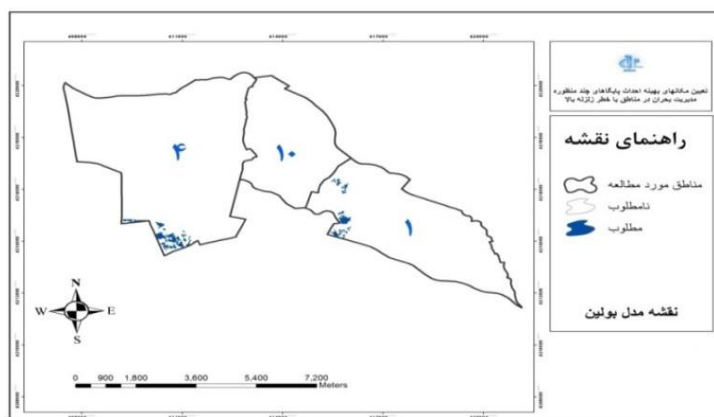 تعیین مکانهای بهینه احداث پایگاهای چند منظوره
مدیریت بحران در مناطق با خطر زلزله بالا
راهنمای نقشه
مناطق مورد مطالعه
نامطلوب
مطلوب
نقشه مدل بولین
۴
۱۰
۱
N
W E
S
0 900 1,800 3,600 5,400 7,200
Meters